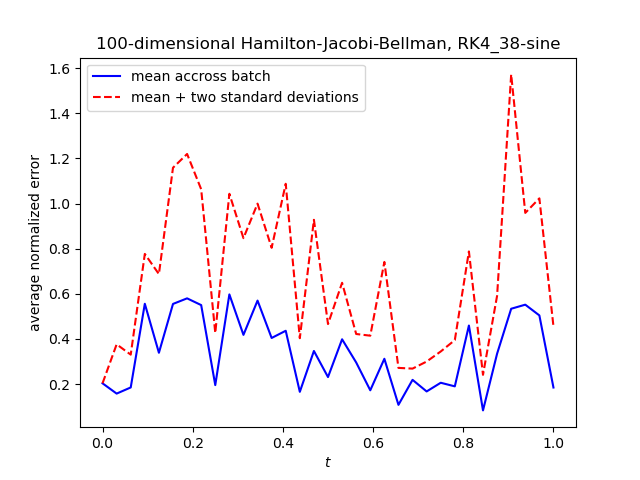 100-dimensional Hamilton-Jacobi-Bellman, RK4_38-sine
mean accross batch
mean + two standard deviations
average normalized error
1.6
1.4
1.2
1.0
0.8
0.6
0.4
0.2
0.0 0.2 0.4 0.6 0.8 1.0
t